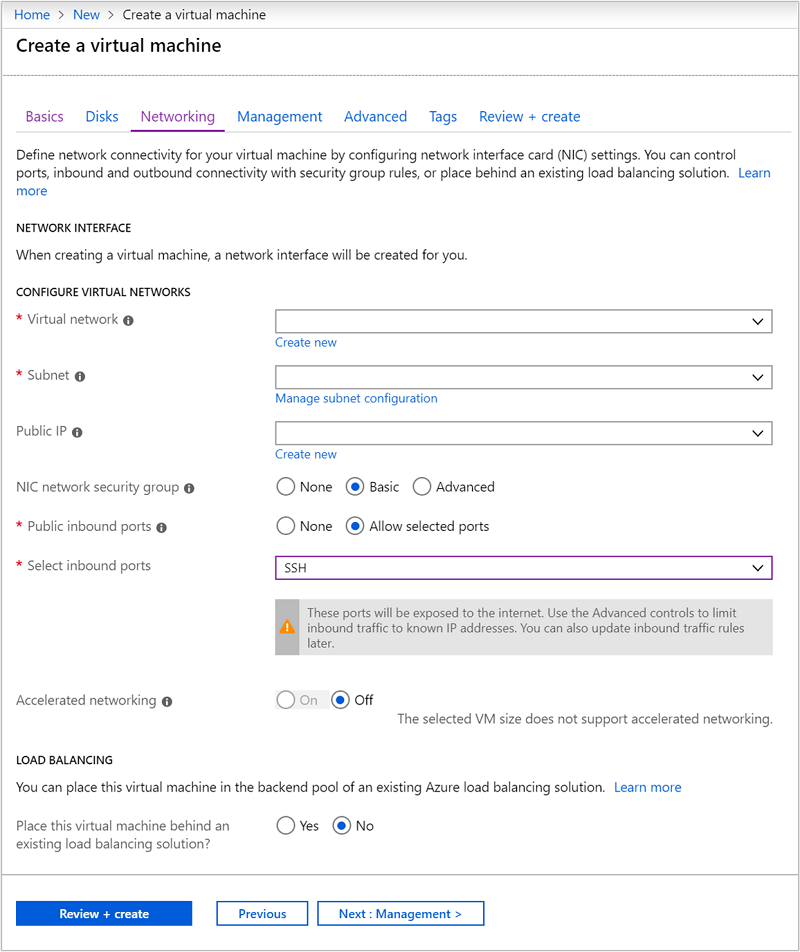 Home > New > Create a virtual machine
Create a virtual machine
Basics Disks Networking Management Advanced Tags Review + create
Define network connectivity for your virtual machine by configuring network interface card (NIC) settings. You can control
ports, inbound and outbound connectivity with security group rules, or place behind an existing load balancing solution. Learn
more
NETWORK INTERFACE
When creating a virtual machine, a network interface will be created for you.
CONFIGURE VIRTUAL NETWORKS
* Virtual network
Create new
* Subnet
Manage subnet configuration
Public IP
Create new
NIC network security group None Basic Advanced
* Public inbound ports None Allow selected ports
* Select inbound ports SSH
These ports will be exposed to the internet. Use the Advanced controls to limit
inbound traffic to known IP addresses. You can also update inbound traffic rules
later.
Accelerated networking On Off
The selected VM size does not support accelerated networking.
LOAD BALANCING
You can place this virtual machine in the backend pool of an existing Azure load balancing solution. Learn more
Place this virtual machine behind an Yes No
existing load balancing solution?
Review + create Previous Next : Management >